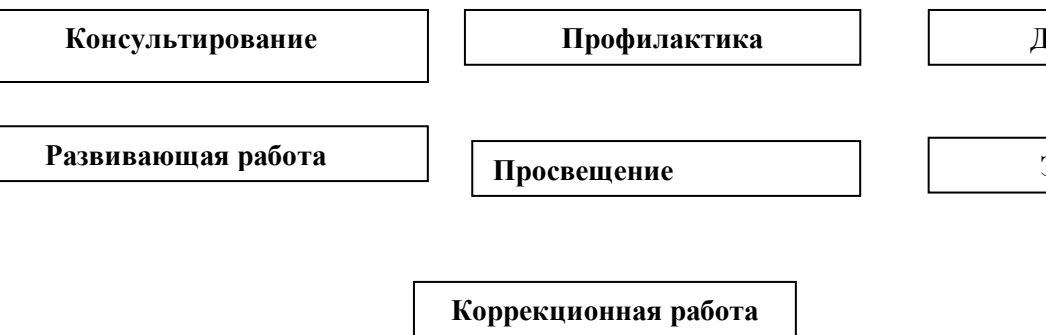 Консультирование
Профилактика
Развивающая работа
Просвещение
Коррекционная работа